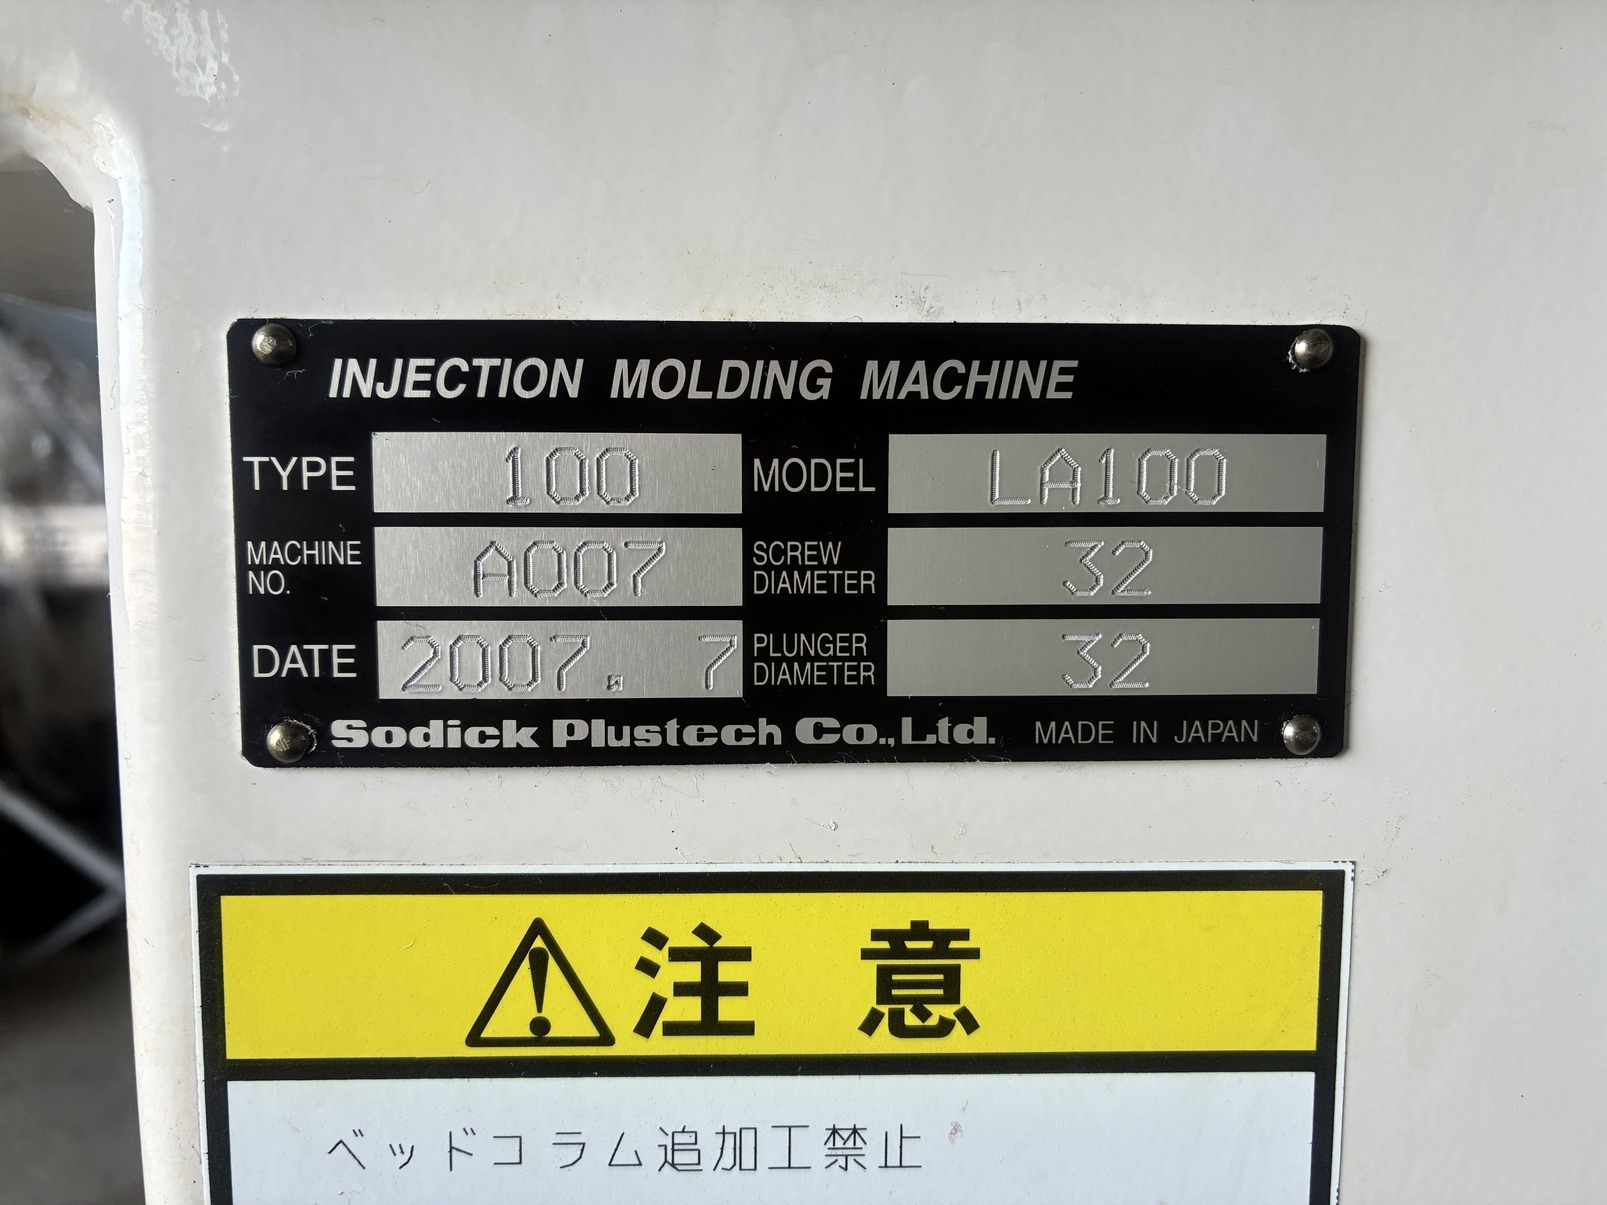 INJECTION MOLDING MACHINE
TYPE 100 MODEL LA100
MACHINE NO. A007 SCREW DIAMETER 32
DATE 2007. 7 PLUNGER DIAMETER 32
Sodick Plustech Co.,Ltd. MADE IN JAPAN
注意
ベッドコラム追加工禁止